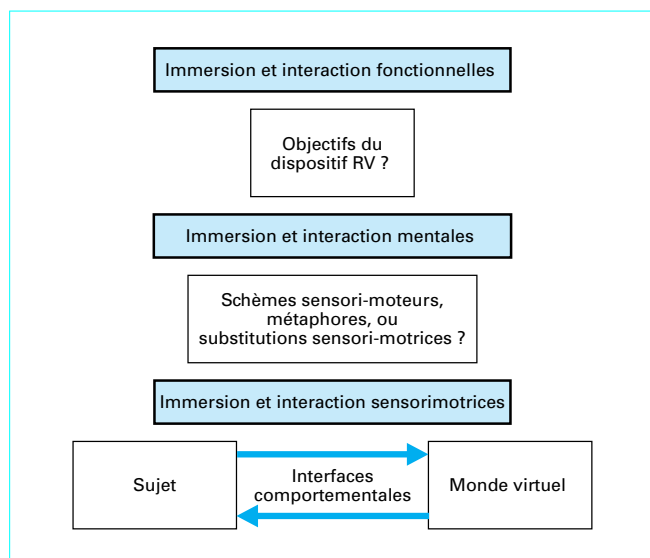 Immersion et interaction fonctionnelles
Objectifs du
dispositif RV ?
Immersion et interaction mentales
Schèmes sensori-moteurs,
métaphores, ou
substitutions sensori-motrices ?
Immersion et interaction sensorimotrices
Sujet
Interfaces
comportementales
Monde virtuel